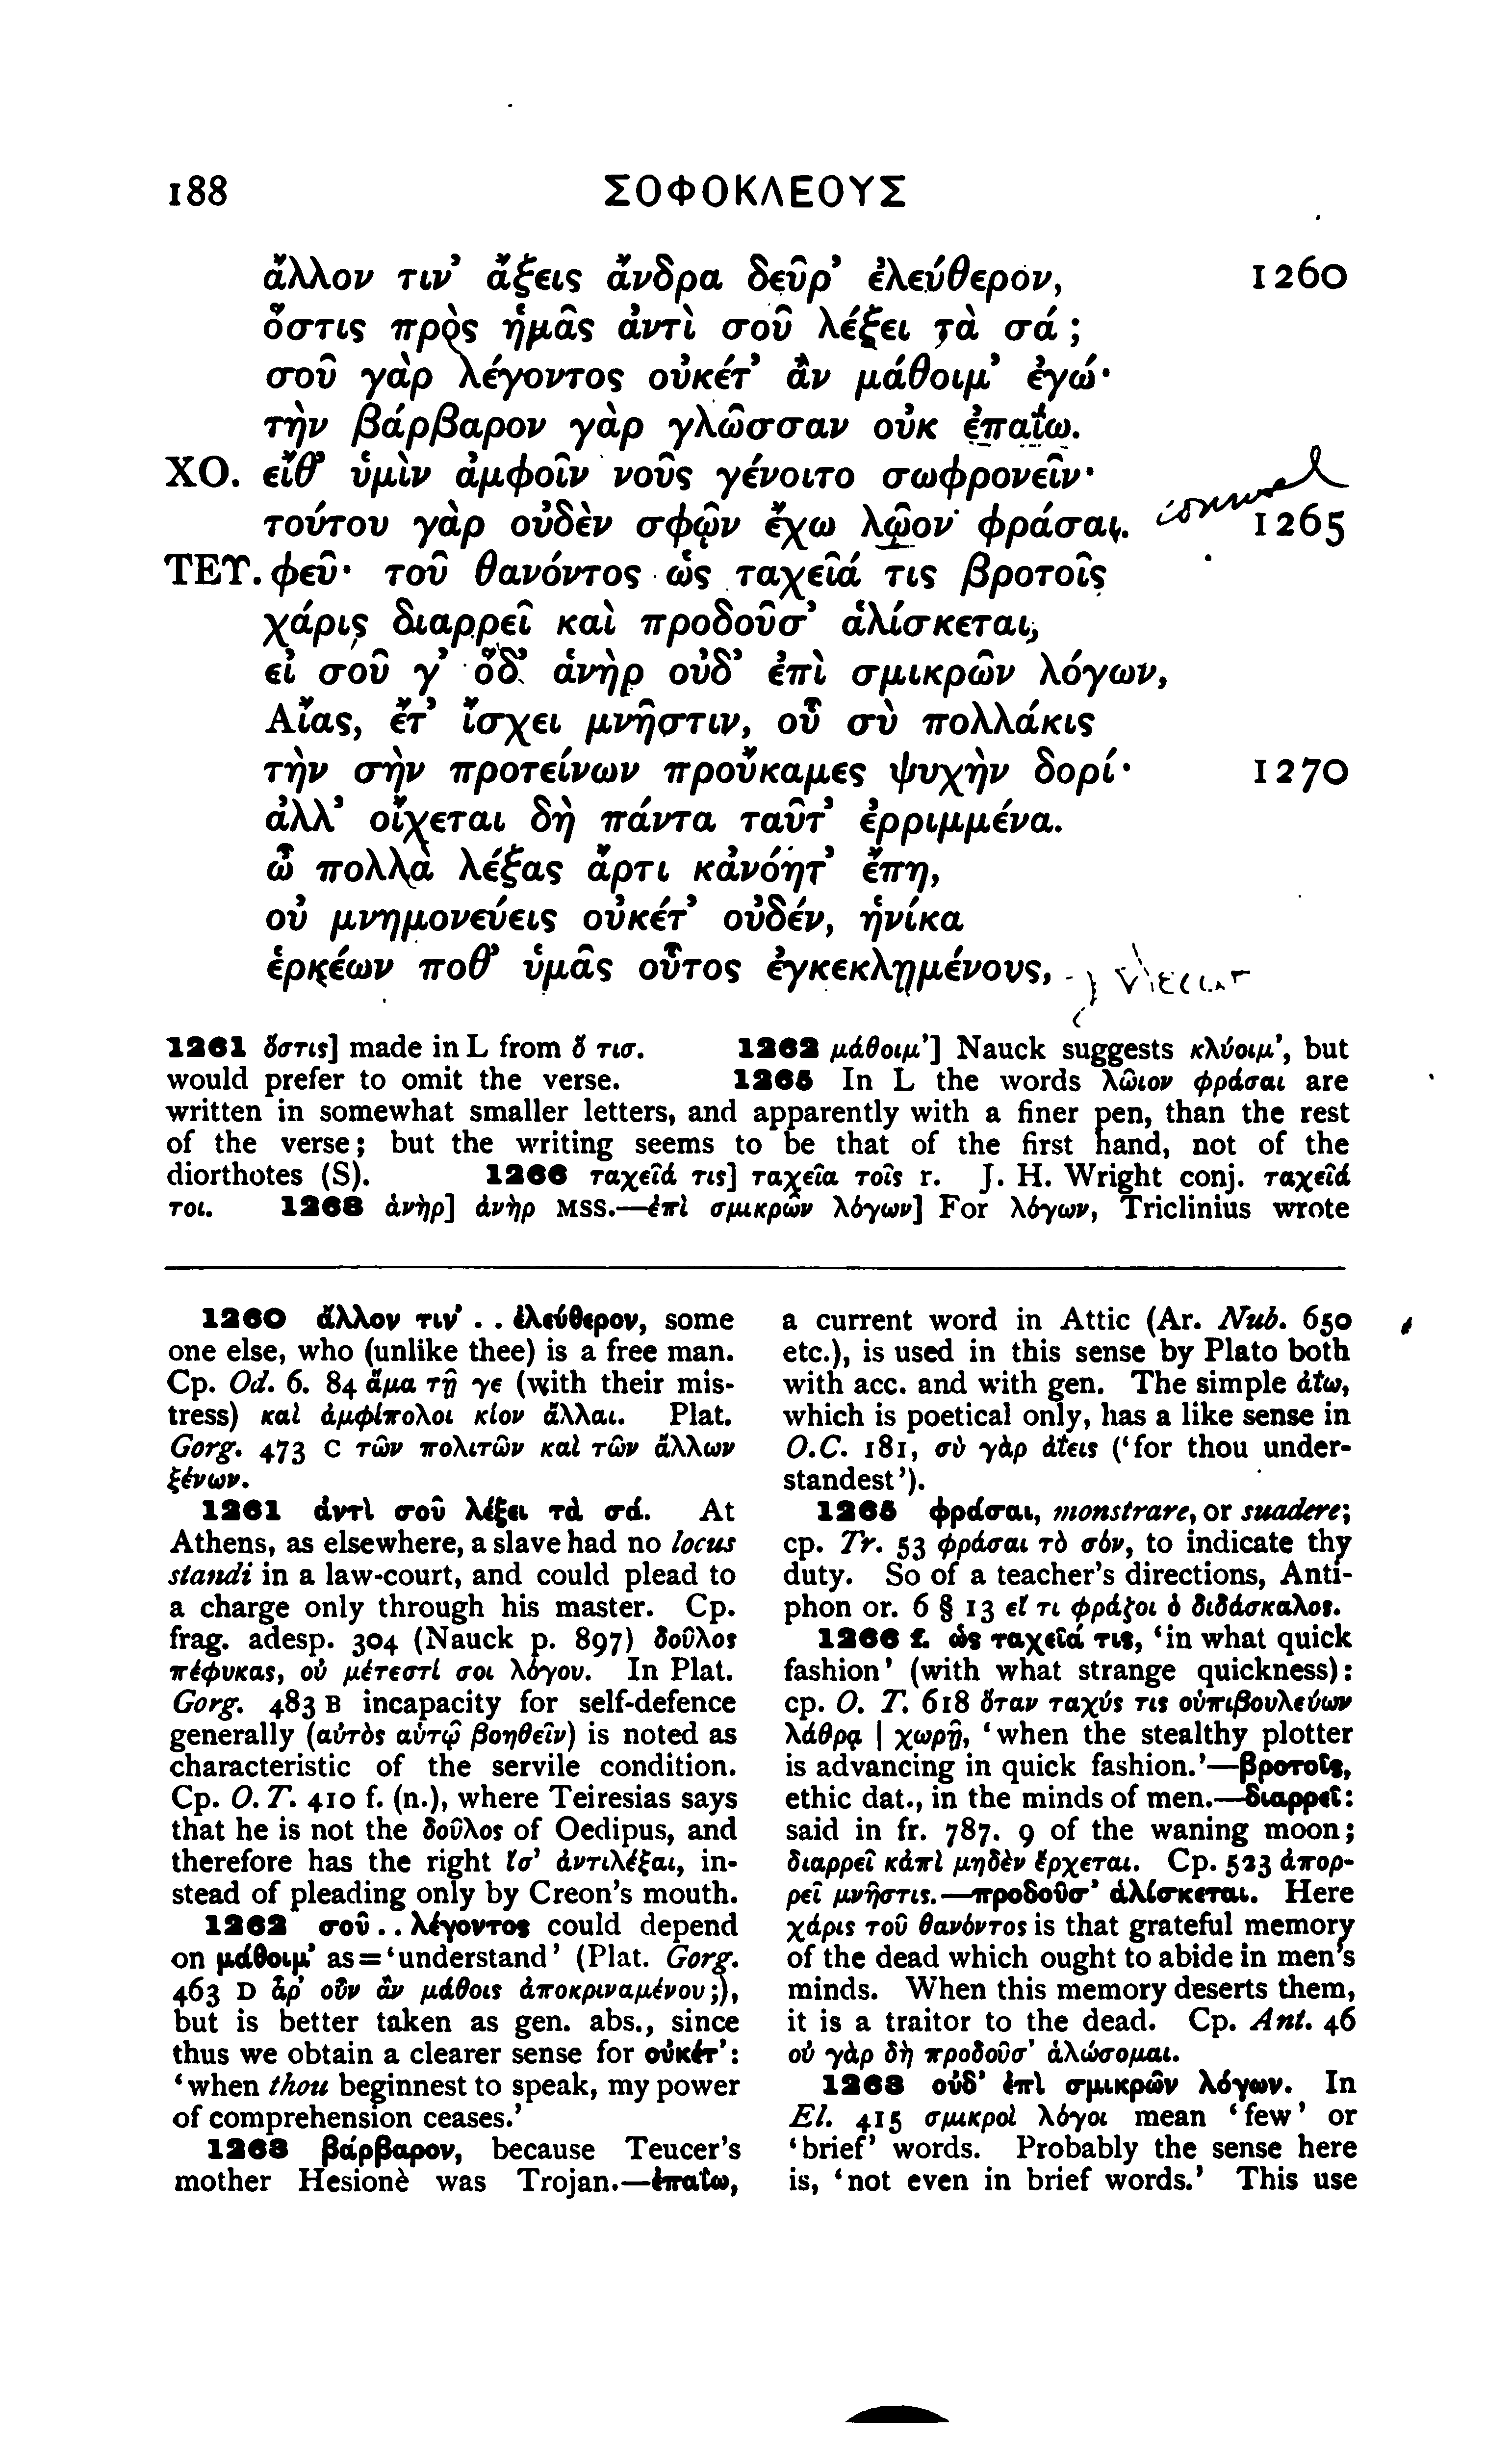 188
ΣΟΦΟΚΛΕΟΥΣ
ἄλλον τιν’ ἄξεις ἄνδρα δεῦρ’ ἐλεύθερον, 1260
ὅστις πρὸς ἡμᾶς ἀντὶ σοῦ λέξει τὰ σά;
σοῦ γὰρ λέγοντος οὐκέτ’ ἂν μάθοιμ’ ἐγώ·
τὴν βάρβαρον γὰρ γλῶσσαν οὐκ ἐπαΐω.
ΧΟ. εἴθ’ ὑμὶν ἀμφοῖν νοῦς γένοιτο σωφρονεῖν·
τούτου γὰρ οὐδὲν σφῷν ἔχω λῷον φράσαι. 1265
ΤΕΥ. φεῦ· τοῦ θανόντος ὡς ταχεῖά τις βροτοῖς
χάρις διαρρεῖ καὶ προδοῦσ’ ἁλίσκεται,
εἰ σοῦ γ’ ὅδ’ ἁνὴρ οὐδ’ ἐπὶ σμικρῶν λόγων,
Αἴας, ἔτ’ ἴσχει μνῆστιν, οὗ σὺ πολλάκις
τὴν σὴν προτείνων προὔκαμες ψυχὴν δορί· 1270
ἀλλ’ οἴχεται δὴ πάντα ταῦτ’ ἐρριμμένα.
ὦ πολλὰ λέξας ἄρτι κἀνόητ’ ἔπη,
οὐ μνημονεύεις οὐκέτ’ οὐδέν, ἡνίκα
ἑρκέων ποθ’ ὑμᾶς οὗτος ἐγκεκλῃμένους,
1261 ὅστις] made in L from ὅ τισ. 1262 μάθοιμ’] Nauck suggests κλύοιμ’, but
would prefer to omit the verse. 1265 In L the words λῶιον φράσαι are
written in somewhat smaller letters, and apparently with a finer pen, than the rest
of the verse; but the writing seems to be that of the first hand, not of the
diorthotes (S). 1266 ταχεῖά τις] ταχεῖα τοῖς r. J. H. Wright conj. ταχεῖά
τοι. 1268 ἁνὴρ] ἀνὴρ MSS.—ἐπὶ σμικρῶν λόγων] For λόγων, Triclinius wrote
1260 ἄλλον τιν’ . . ἐλεύθερον, some
one else, who (unlike thee) is a free man.
Cp. Od. 6. 84 ἅμα τῇ γε (with their mis-
tress) καὶ ἀμφίπολοι κίον ἄλλαι. Plat.
Gorg. 473 C τῶν πολιτῶν καὶ τῶν ἄλλων
ξένων.
1261 ἀντὶ σοῦ λέξει τὰ σά. At
Athens, as elsewhere, a slave had no locus
standi in a law-court, and could plead to
a charge only through his master. Cp.
frag. adesp. 304 (Nauck p. 897) δοῦλος
πέφυκας, οὐ μέτεστί σοι λόγου. In Plat.
Gorg. 483 B incapacity for self-defence
generally (αὐτὸς αὑτῷ βοηθεῖν) is noted as
characteristic of the servile condition.
Cp. O. T. 410 f. (n.), where Teiresias says
that he is not the δοῦλος of Oedipus, and
therefore has the right ἴσ’ ἀντιλέξαι, in-
stead of pleading only by Creon's mouth.
1262 σοῦ . . λέγοντος could depend
on μάθοιμ’ as = ‘understand’ (Plat. Gorg.
463 D ἆρ’ οὖν ἂν μάθοις ἀποκριναμένου;),
but is better taken as gen. abs., since
thus we obtain a clearer sense for οὐκέτ’:
‘when thou beginnest to speak, my power
of comprehension ceases.’
1263 βάρβαρον, because Teucer's
mother Hesionè was Trojan.—ἐπαΐω,
a current word in Attic (Ar. Nub. 650
etc.), is used in this sense by Plato both
with acc. and with gen. The simple ἀΐω,
which is poetical only, has a like sense in
O.C. 181, σὺ γὰρ ἀΐεις (‘for thou under-
standest’).
1265 φράσαι, monstrare, or suadere;
cp. Tr. 53 φράσαι τὸ σόν, to indicate thy
duty. So of a teacher's directions, Anti-
phon or. 6 § 13 εἴ τι φράζοι ὁ διδάσκαλος.
1266 f. ὡς ταχεῖά τις, ‘in what quick
fashion’ (with what strange quickness):
cp. O. T. 618 ὅταν ταχύς τις οὑπιβουλεύων
λάθρᾳ | χωρῇ, ‘when the stealthy plotter
is advancing in quick fashion.’—βροτοῖς,
ethic dat., in the minds of men.—διαρρεῖ:
said in fr. 787. 9 of the waning moon;
διαρρεῖ κἀπὶ μηδὲν ἔρχεται. Cp. 523 ἀπορ-
ρεῖ μνῆστις.—προδοῦσ’ ἁλίσκεται. Here
χάρις τοῦ θανόντος is that grateful memory
of the dead which ought to abide in men's
minds. When this memory deserts them,
it is a traitor to the dead. Cp. Ant. 46
οὐ γὰρ δὴ προδοῦσ’ ἁλώσομαι.
1268 οὐδ’ ἐπὶ σμικρῶν λόγων. In
El. 415 σμικροὶ λόγοι mean ‘few’ or
‘brief’ words. Probably the sense here
is, ‘not even in brief words.’ This use